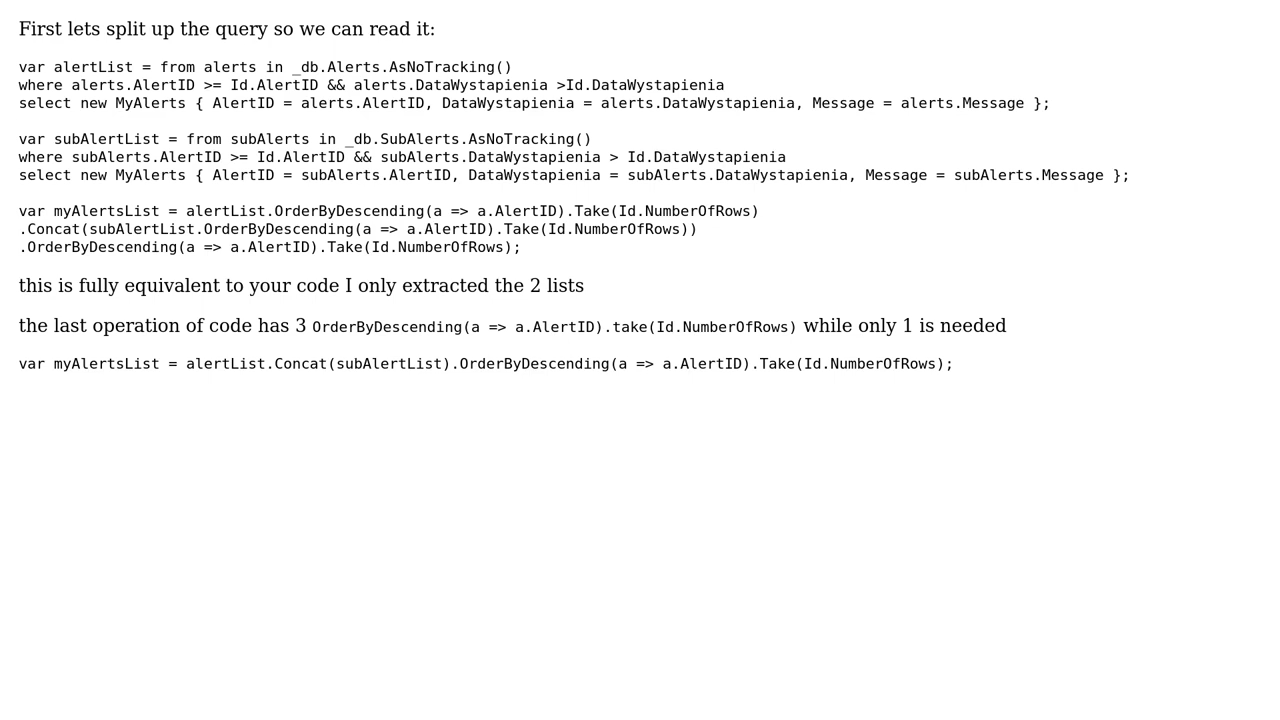 First lets split up the query so we can read it:
var alertList = from alerts in _db.Alerts.AsNoTracking()
where alerts.AlertID >= Id.AlertID && alerts.DataWystapienia >Id.DataWystapienia
select new MyAlerts { AlertID = alerts.AlertID, DataWystapienia = alerts.DataWystapienia, Message = alerts.Message };
var subAlertList = from subAlerts in _db.SubAlerts.AsNoTracking()
where subAlerts.AlertID >= Id.AlertID && subAlerts.DataWystapienia > Id.DataWystapienia
select new MyAlerts { AlertID = subAlerts.AlertID, DataWystapienia = subAlerts.DataWystapienia, Message = subAlerts.Message };
var myAlertsList = alertList.OrderByDescending(a => a.AlertID).Take(Id.NumberOfRows)
.Concat(subAlertList.OrderByDescending(a => a.AlertID).Take(Id.NumberOfRows))
.OrderByDescending(a => a.AlertID).Take(Id.NumberOfRows);
this is fully equivalent to your code I only extracted the 2 lists
the last operation of code has 3 OrderByDescending(a => a.AlertID).take(Id.NumberOfRows) while only 1 is needed
var myAlertsList = alertList.Concat(subAlertList).OrderByDescending(a => a.AlertID).Take(Id.NumberOfRows);